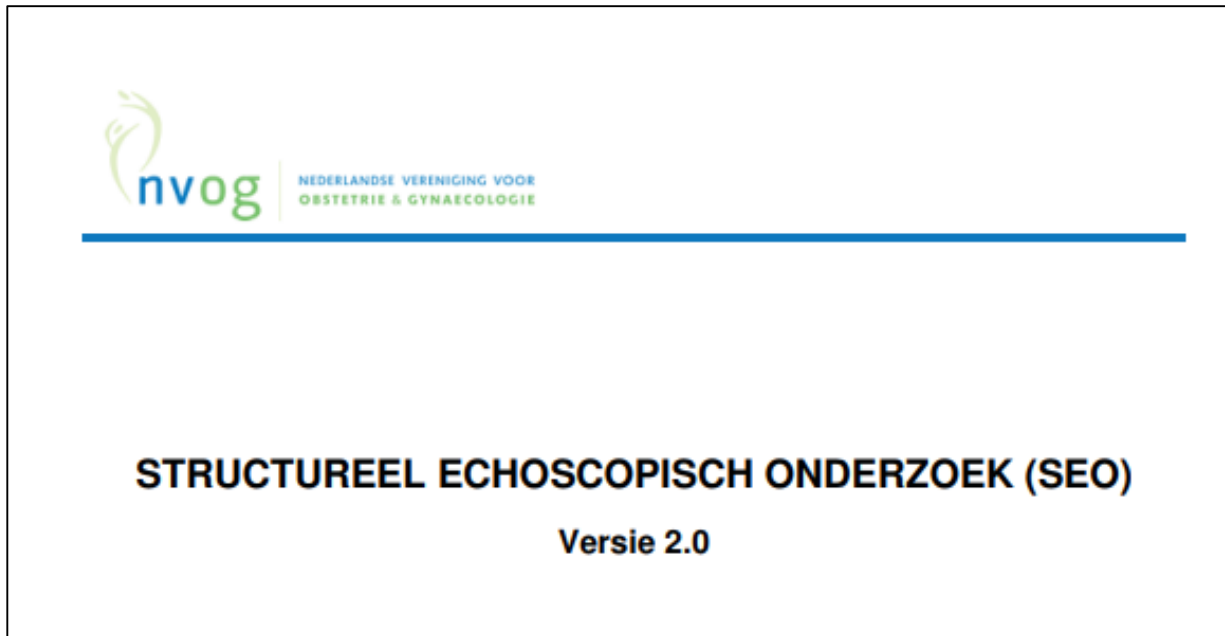 nvog
NEDERLANDSE VERENIGING VOOR
OBSTETRIE & GYNAECOLOGIE
STRUCTUREEL ECHOSCOPISCH ONDERZOEK (SEO)
Versie 2.0